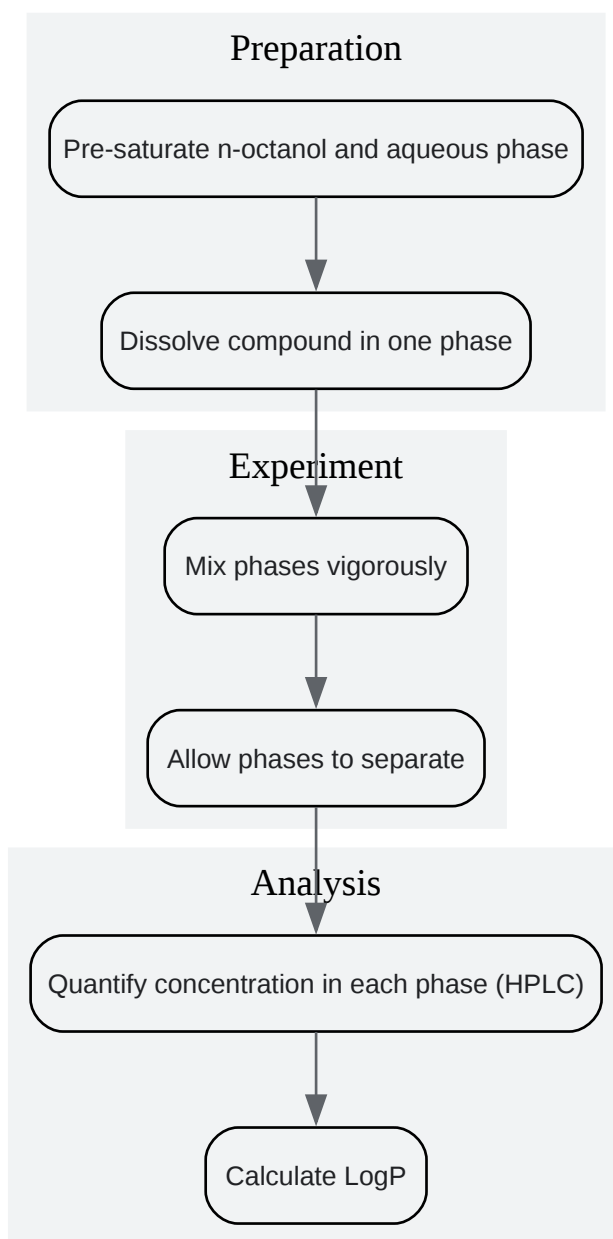 Preparation
Pre-saturate n-octanol and aqueous phase
Dissolve compound in one phase
Experiment
Mix phases vigorously
Allow phases to separate
Analysis
Quantify concentration in each phase (HPLC)
Calculate LogP